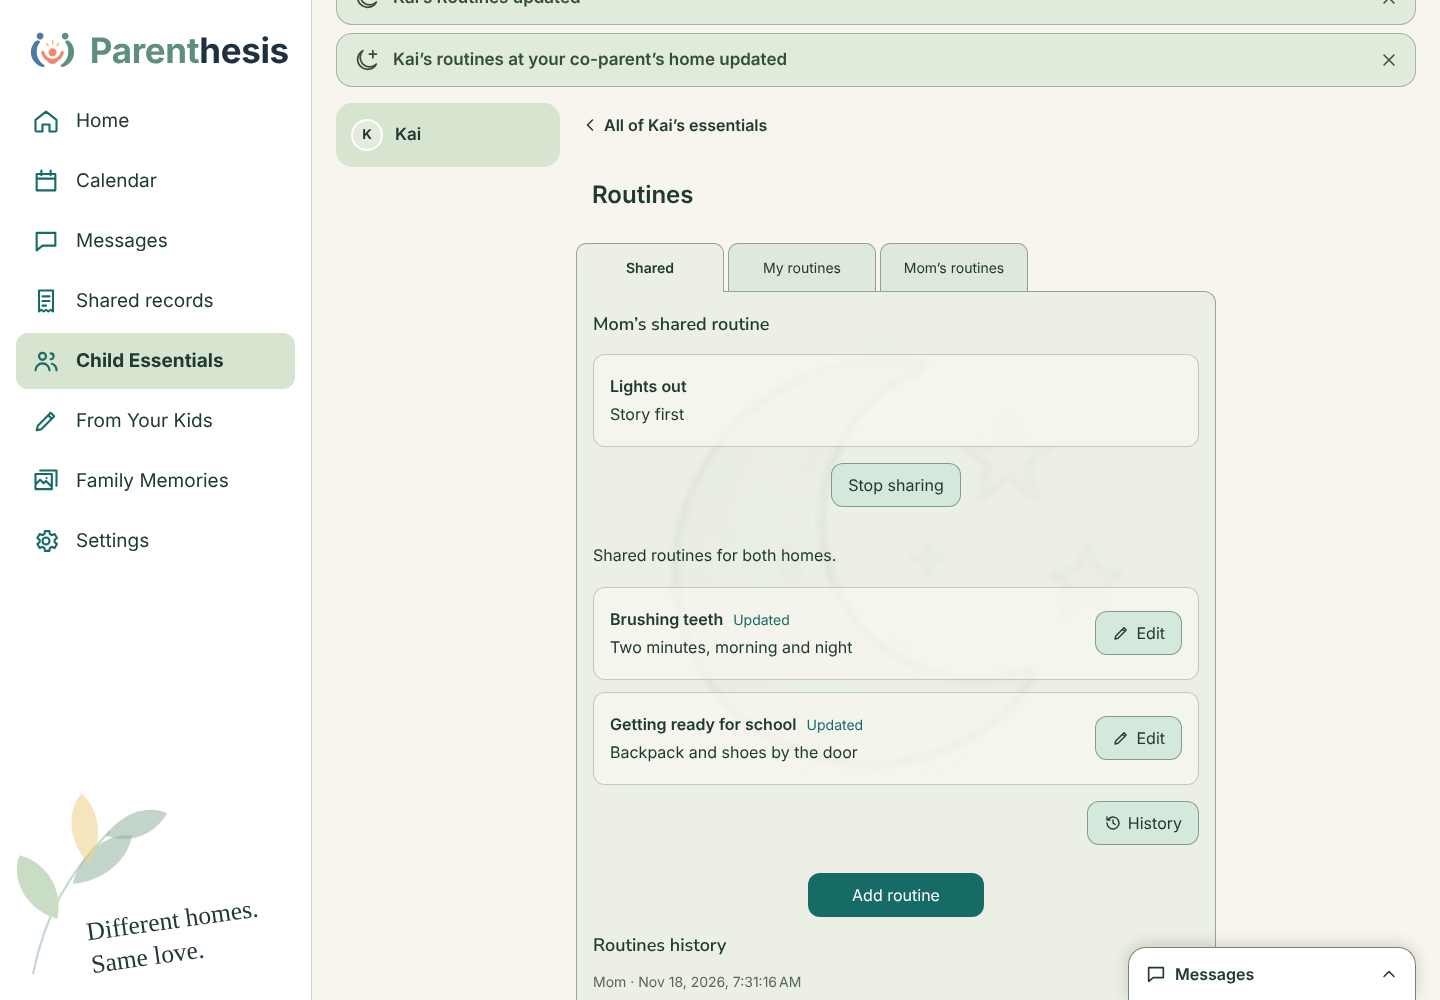 Parenthesis
Home
Calendar
Messages
Shared records
Child Essentials
From Your Kids
Family Memories
Settings
Different homes.
Same love.
Kai's Routines updated
Kai's routines at your co-parent's home updated
K Kai
All of Kai's essentials
Routines
Shared
My routines
Mom's routines
Mom's shared routine
Lights out
Story first
Stop sharing
Shared routines for both homes.
Brushing teeth Updated
Two minutes, morning and night
Edit
Getting ready for school Updated
Backpack and shoes by the door
Edit
History
Add routine
Routines history
Mom · Nov 18, 2026, 7:31:16 AM
Messages